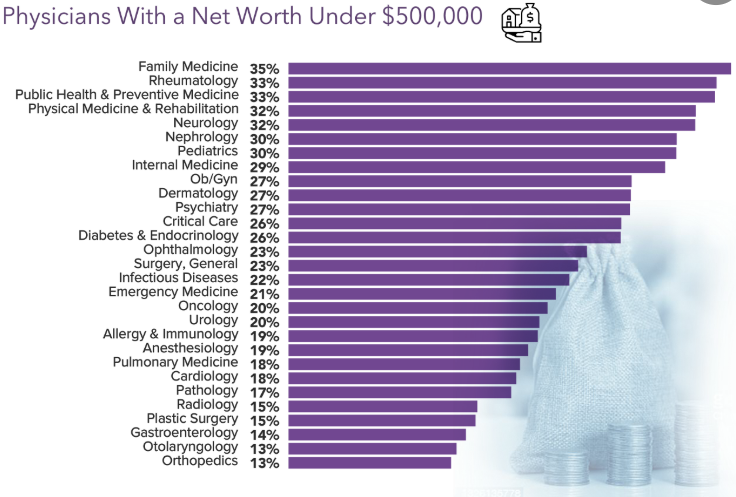 Physicians With a Net Worth Under $500,000
$
Family Medicine 35%
Rheumatology 33%
Public Health & Preventive Medicine 33%
Physical Medicine & Rehabilitation 32%
Neurology 32%
Nephrology 30%
Pediatrics 30%
Internal Medicine 29%
Ob/Gyn 27%
Dermatology 27%
Psychiatry 27%
Critical Care 26%
Diabetes & Endocrinology 26%
Ophthalmology 23%
Surgery, General 23%
Infectious Diseases 22%
Emergency Medicine 21%
Oncology 20%
Urology 20%
Allergy & Immunology 19%
Anesthesiology 19%
Pulmonary Medicine 18%
Cardiology 18%
Pathology 17%
Radiology 15%
Plastic Surgery 15%
Gastroenterology 14%
Otolaryngology 13%
Orthopedics 13%